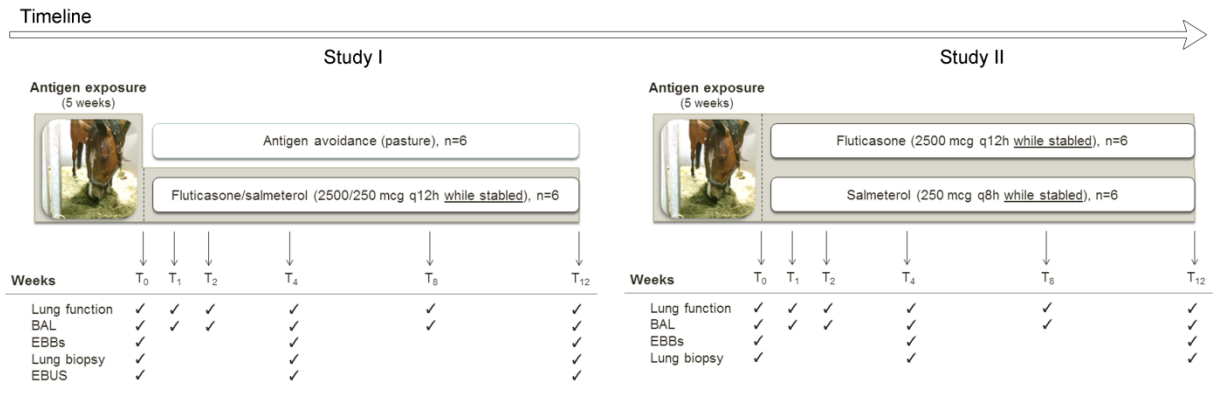 Timeline
Study I
Study II
Antigen exposure
(5 weeks)
Antigen avoidance (pasture), n=6
Fluticasone/salmeterol (2500/250 mcg q12h while stabled), n=6
Weeks T0 T1 T2 T4 T8 T12
Lung function ✓ ✓ ✓ ✓ ✓ ✓
BAL ✓ ✓ ✓ ✓ ✓ ✓
EBBs ✓ ✓ ✓
Lung biopsy ✓ ✓ ✓
EBUS ✓ ✓ ✓
Antigen exposure
(5 weeks)
Fluticasone (2500 mcg q12h while stabled), n=6
Salmeterol (250 mcg q8h while stabled), n=6
Weeks T0 T1 T2 T4 T8 T12
Lung function ✓ ✓ ✓ ✓ ✓ ✓
BAL ✓ ✓ ✓ ✓ ✓ ✓
EBBs ✓ ✓ ✓
Lung biopsy ✓ ✓ ✓